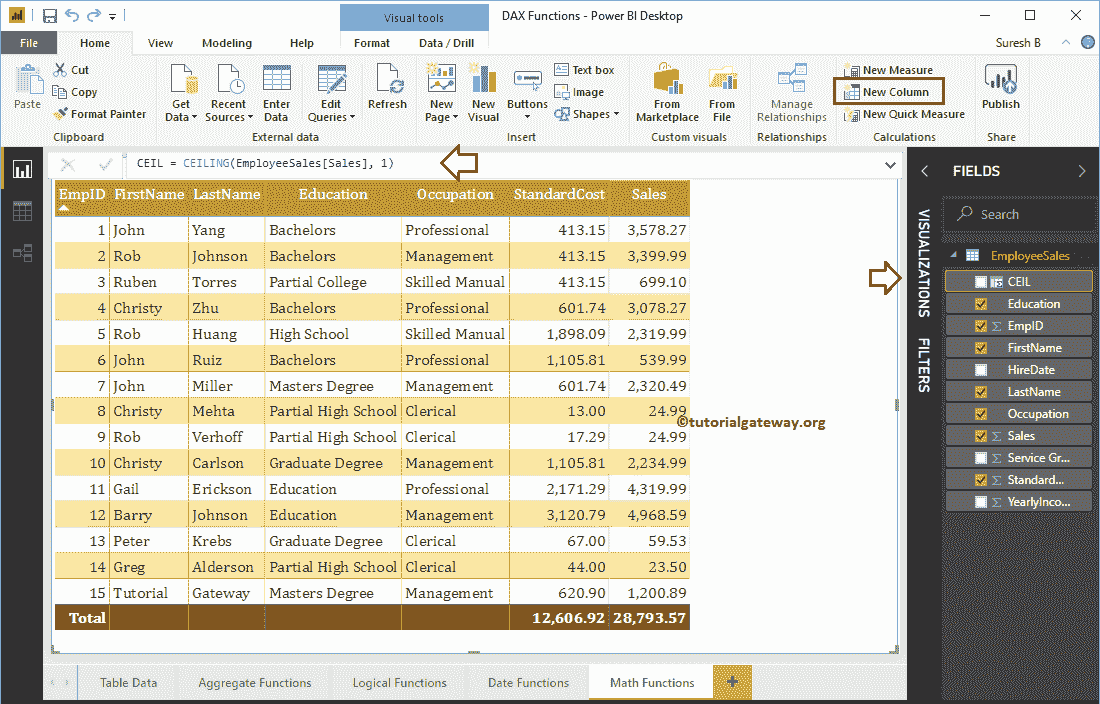 Visual tools
DAX Functions - Power BI Desktop
File Home View Modeling Help Format Data / Drill Suresh B
Paste
Cut
Copy
Format Painter
Clipboard
Get Data
Recent Sources
Enter Data
Edit Queries
External data
Refresh
New Page
New Visual
Buttons
Text box
Image
Shapes
Insert
From Marketplace
From File
Custom visuals
Manage Relationships
Relationships
New Measure
New Column
New Quick Measure
Calculations
Publish
Share
CEIL = CEILING(EmployeeSales[Sales], 1)
EmpID FirstName LastName Education Occupation StandardCost Sales
1 John Yang Bachelors Professional 413.15 3,578.27
2 Rob Johnson Bachelors Management 413.15 3,399.99
3 Ruben Torres Partial College Skilled Manual 413.15 699.10
4 Christy Zhu Bachelors Professional 601.74 3,078.27
5 Rob Huang High School Skilled Manual 1,898.09 2,319.99
6 John Ruiz Bachelors Professional 1,105.81 539.99
7 John Miller Masters Degree Management 601.74 2,320.49
8 Christy Mehta Partial High School Clerical 13.00 24.99
9 Rob Verhoff Partial High School Clerical 17.29 24.99
10 Christy Carlson Graduate Degree Management 1,105.81 2,234.99
11 Gail Erickson Education Professional 2,171.29 4,319.99
12 Barry Johnson Education Management 3,120.79 4,968.59
13 Peter Krebs Graduate Degree Clerical 67.00 59.53
14 Greg Alderson Partial High School Clerical 44.00 23.50
15 Tutorial Gateway Masters Degree Management 620.90 1,200.89
Total 12,606.92 28,793.57
©tutorialgateway.org
VISUALIZATIONS
FILTERS
FIELDS
Search
EmployeeSales
CEIL
Education
EmpID
FirstName
HireDate
LastName
Occupation
Sales
Service Gr...
Standard...
YearlyInco...
Table Data Aggregate Functions Logical Functions Date Functions Math Functions